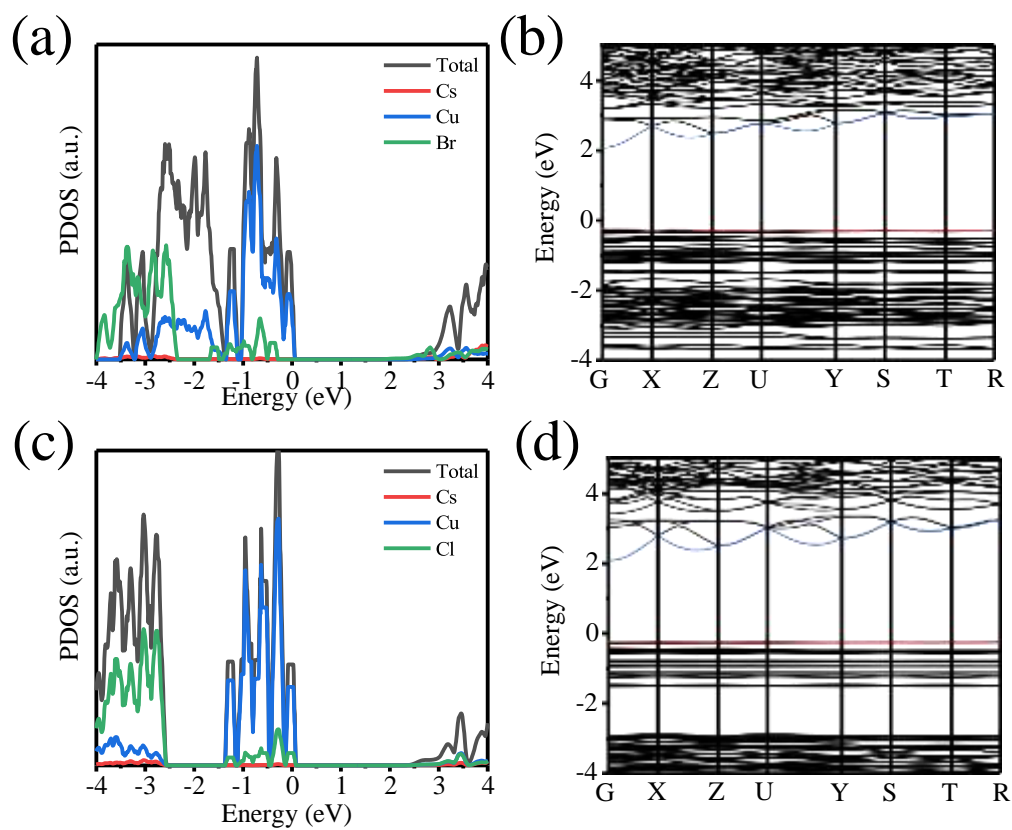 (a)
Total
Cs
Cu
Br
PDOS (a.u.)
-4 -3 -2 -1 0 1 2 3 4
Energy (eV)
(b)
4
2
0
-2
-4
Energy (eV)
G X Z U Y S T R
(c)
Total
Cs
Cu
Cl
PDOS (a.u.)
-4 -3 -2 -1 0 1 2 3 4
Energy (eV)
(d)
4
2
0
-2
-4
Energy (eV)
G X Z U Y S T R